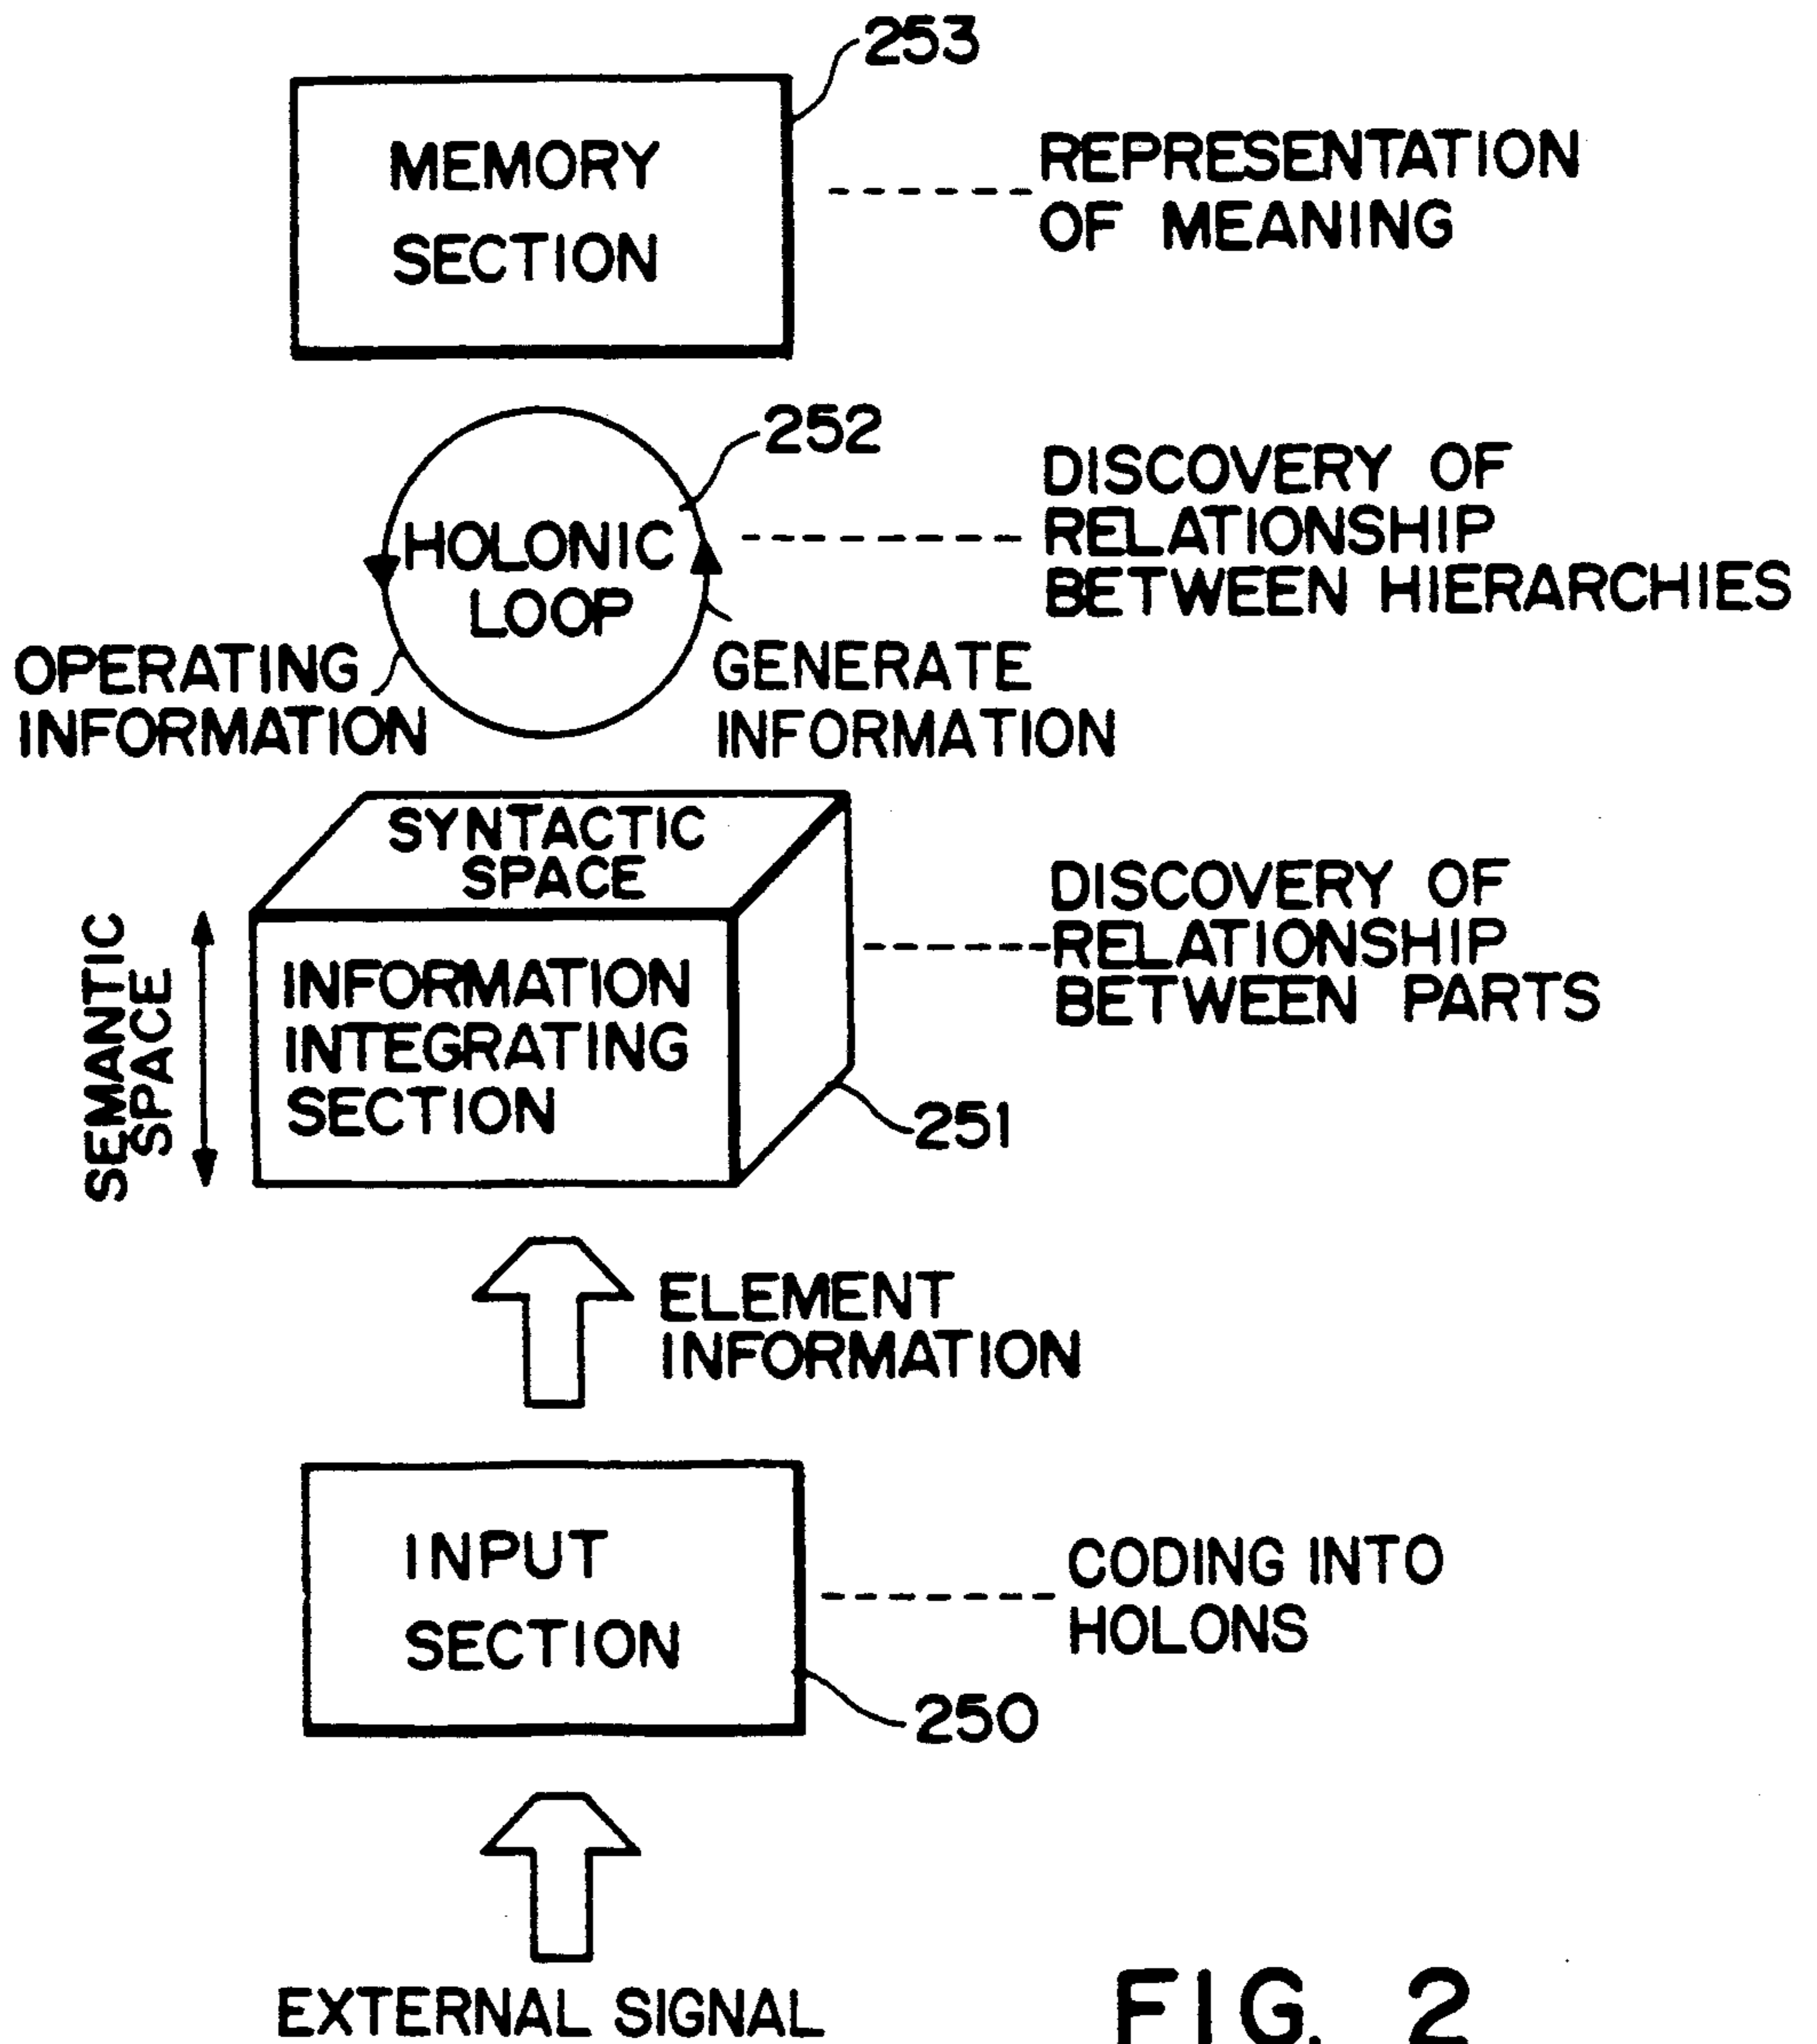 253
MEMORY
SECTION
REPRESENTATION
OF MEANING
252
HOLONIC
LOOP
DISCOVERY OF
RELATIONSHIP
BETWEEN HIERARCHIES
OPERATING
INFORMATION
GENERATE
INFORMATION
SYNTACTIC
SPACE
SEMANTIC
SPACE
INFORMATION
INTEGRATING
SECTION
DISCOVERY OF
RELATIONSHIP
BETWEEN PARTS
251
ELEMENT
INFORMATION
INPUT
SECTION
CODING INTO
HOLONS
250
EXTERNAL SIGNAL
FIG. 2